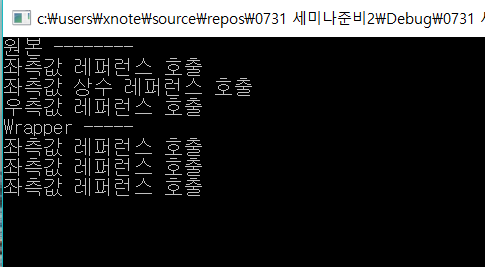 c:₩users₩xnote₩source₩repos₩0731 세미나준비2₩Debug₩0731 세
원본 --------
좌측값 레퍼런스 호출
좌측값 상수 레퍼런스 호출
우측값 레퍼런스 호출
Wrapper -----
좌측값 레퍼런스 호출
좌측값 레퍼런스 호출
좌측값 레퍼런스 호출